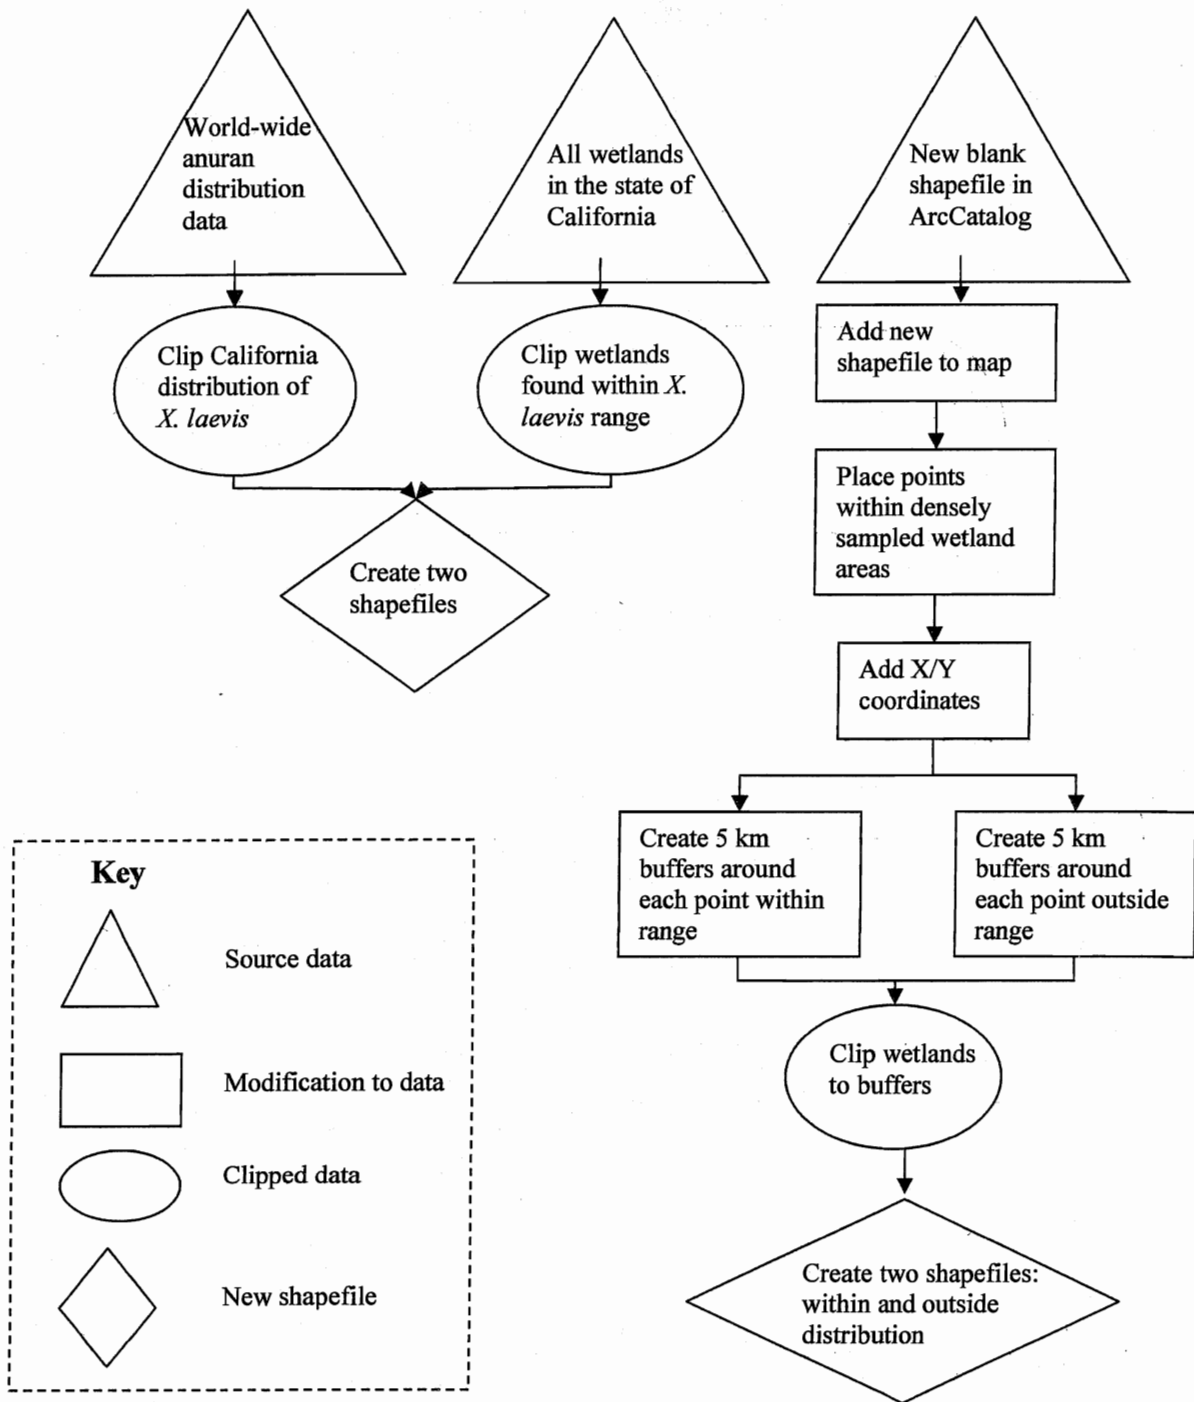 World-wide
anuran
distribution
data
All wetlands
in the state of
California
New blank
shapefile in
ArcCatalog
Clip California
distribution of
X. laevis
Clip wetlands
found within X.
laevis range
Add new
shapefile to map
Place points
within densely
sampled wetland
areas
Create two
shapefiles
Add X/Y
coordinates
Create 5 km
buffers around
each point within
range
Create 5 km
buffers around
each point outside
range
Clip wetlands
to buffers
Create two shapefiles:
within and outside
distribution
Key
Source data
Modification to data
Clipped data
New shapefile